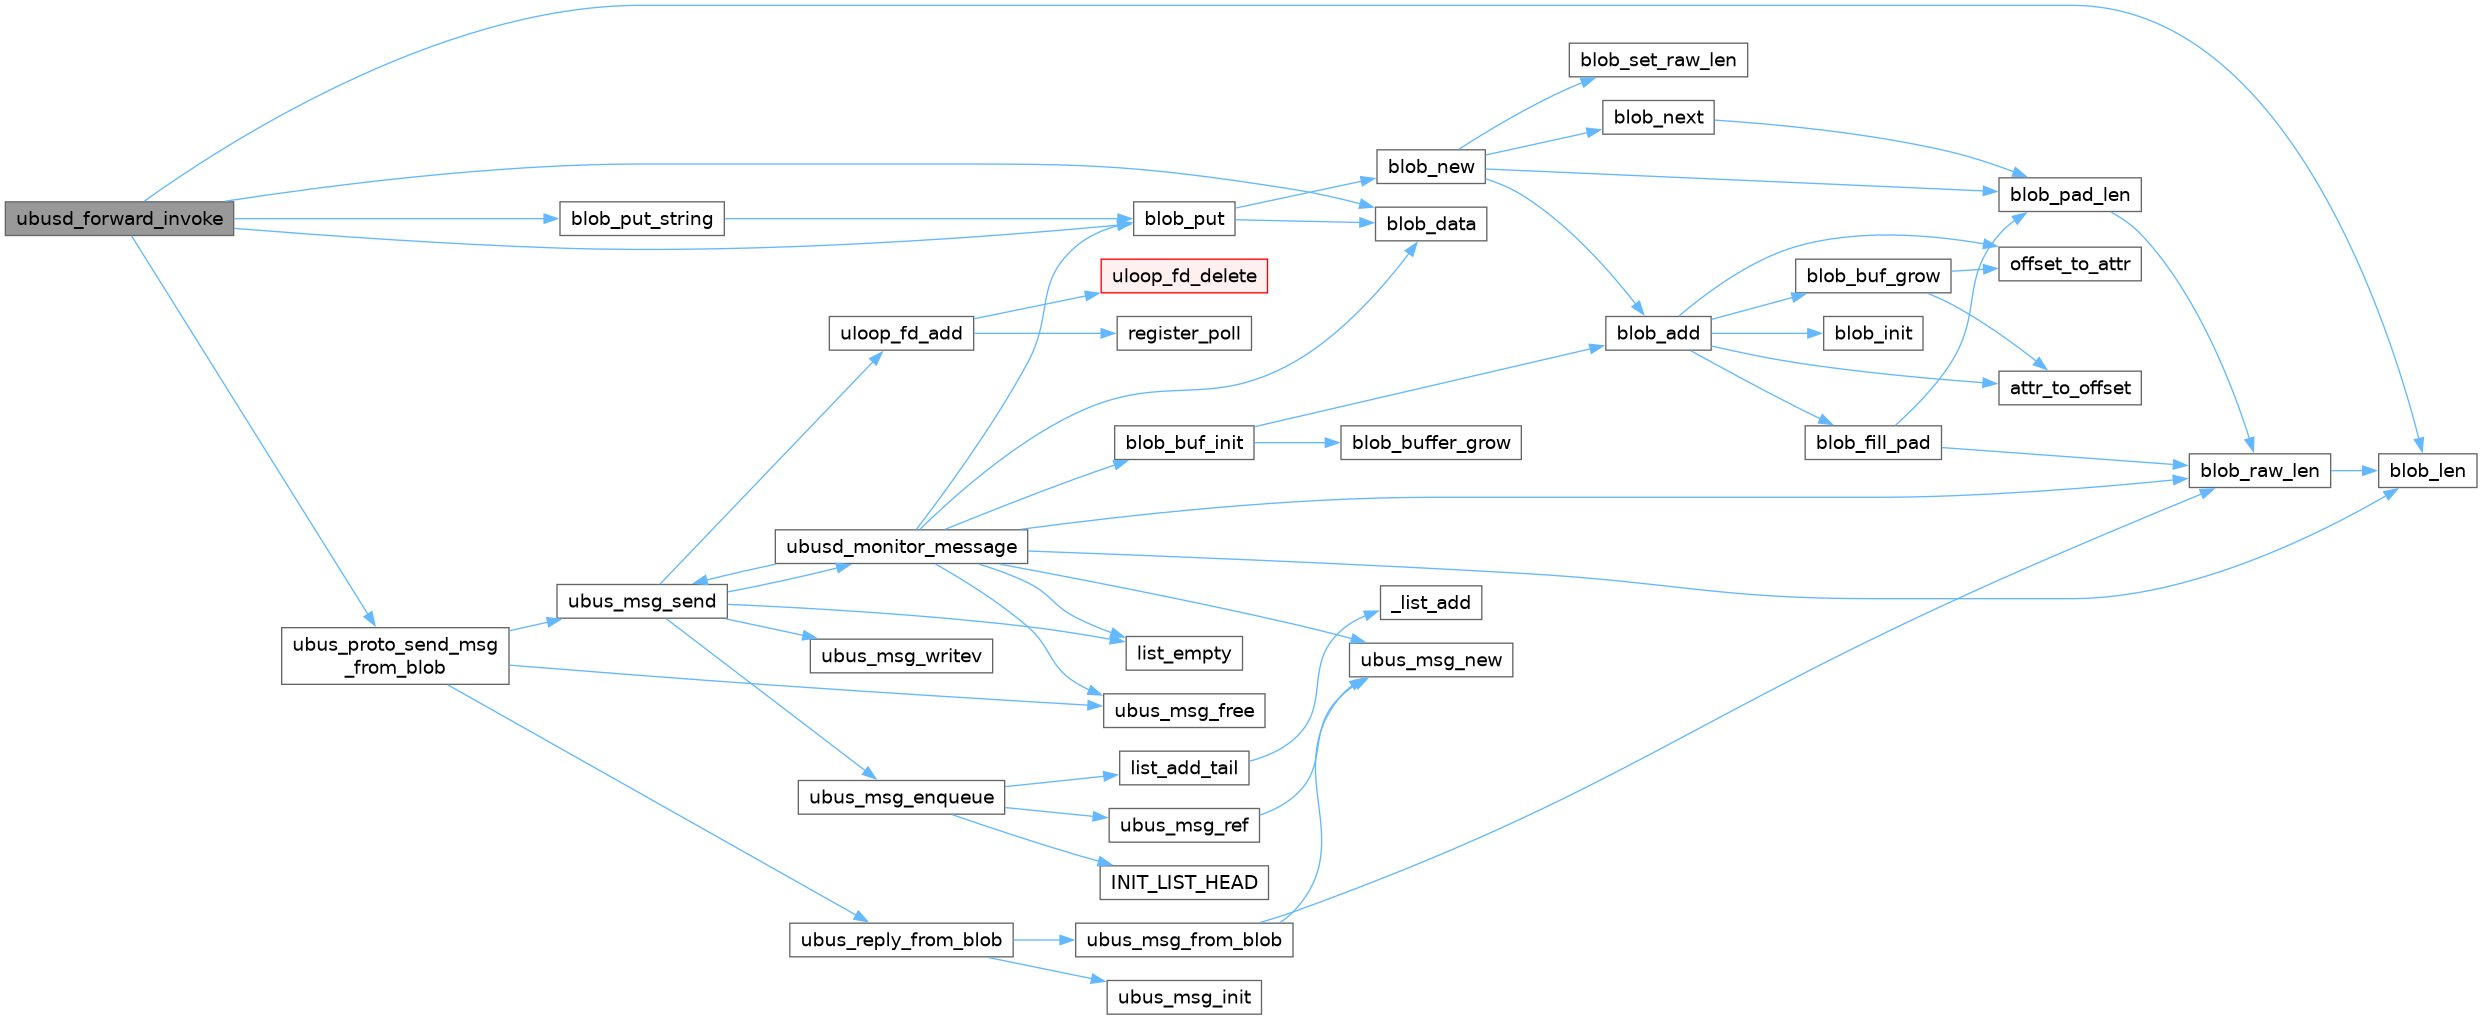 blob_set_raw_len
blob_next
blob_new
blob_pad_len
ubusd_forward_invoke
blob_put_string
blob_put
blob_data
offset_to_attr
uloop_fd_delete
blob_buf_grow
uloop_fd_add
register_poll
blob_add
blob_init
attr_to_offset
blob_buf_init
blob_buffer_grow
blob_fill_pad
blob_raw_len
blob_len
ubusd_monitor_message
ubus_msg_send
_list_add
ubus_proto_send_msg
_from_blob
ubus_msg_writev
list_empty
ubus_msg_new
ubus_msg_free
list_add_tail
ubus_msg_enqueue
ubus_msg_ref
INIT_LIST_HEAD
ubus_reply_from_blob
ubus_msg_from_blob
ubus_msg_init